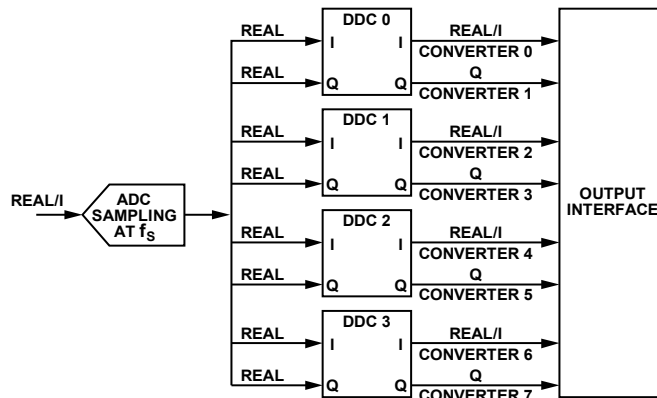 REAL/I
ADC
SAMPLING
AT fS
REAL
REAL
DDC 0
I
I
Q
Q
REAL/I
CONVERTER 0
Q
CONVERTER 1
REAL
REAL
DDC 1
I
I
Q
Q
REAL/I
CONVERTER 2
Q
CONVERTER 3
REAL
REAL
DDC 2
I
I
Q
Q
REAL/I
CONVERTER 4
Q
CONVERTER 5
REAL
REAL
DDC 3
I
I
Q
Q
REAL/I
CONVERTER 6
Q
CONVERTER 7
OUTPUT
INTERFACE